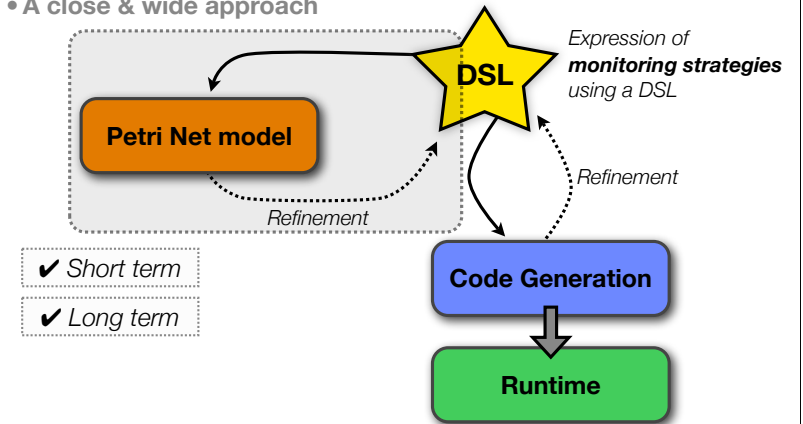 • A close & wide approach
Expression of
monitoring strategies
using a DSL
DSL
Petri Net model
Refinement
Refinement
✔ Short term
✔ Long term
Code Generation
Runtime